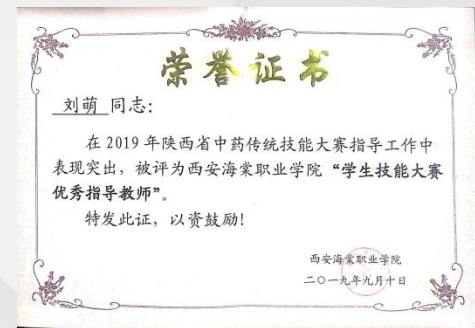 荣誉证书
刘萌 同志：
在2019年陕西省中药传统技能大赛指导工作中
表现突出，被评为西安海棠职业学院“学生技能大赛
优秀指导教师”。
特发此证，以资鼓励！
西安海棠职业学院
二〇一九年九月十日